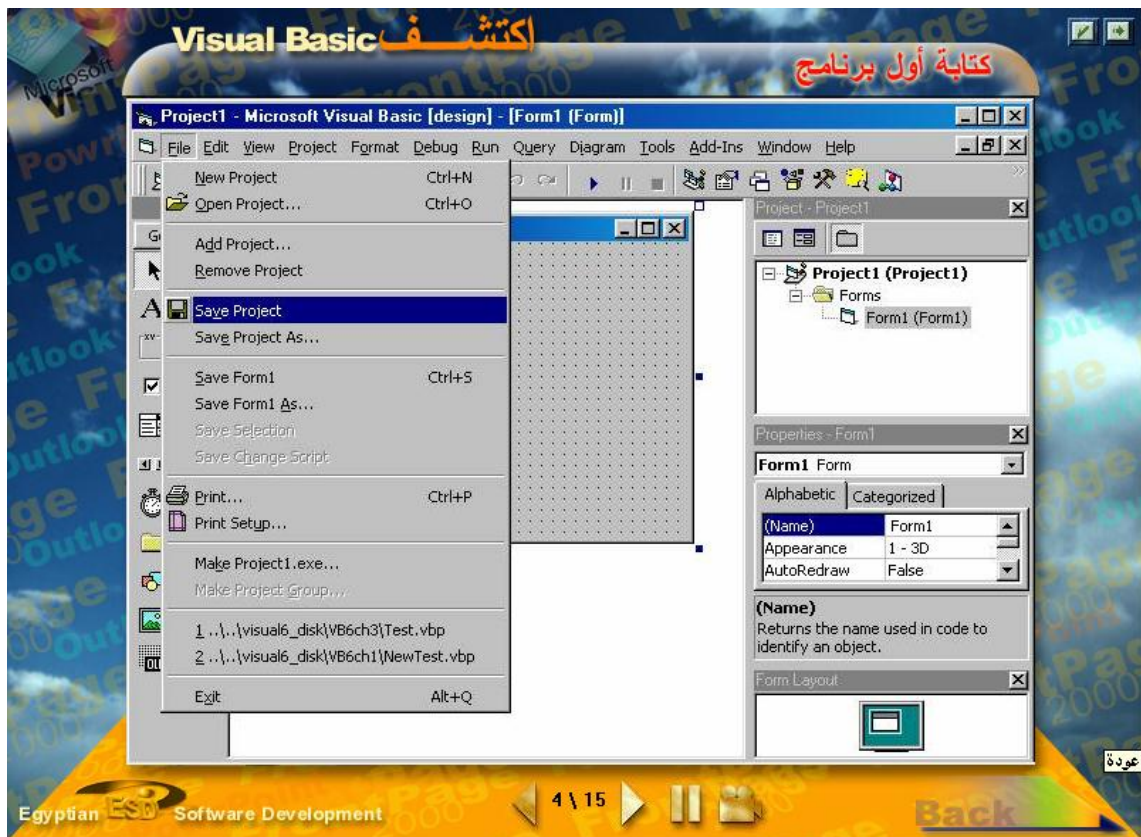 اكتشف Visual Basic
كتابة أول برنامج
Microsoft
Project1 - Microsoft Visual Basic [design] - [Form1 (Form)]
File Edit View Project Format Debug Run Query Diagram Tools Add-Ins Window Help
New Project Ctrl+N
Open Project... Ctrl+O
Add Project...
Remove Project
Save Project
Save Project As...
Save Form1 Ctrl+S
Save Form1 As...
Save Selection
Save Change Script
Print... Ctrl+P
Print Setup...
Make Project1.exe...
Make Project Group...
1 ..\..\visual6_disk\VB6ch3\Test.vbp
2 ..\..\visual6_disk\VB6ch1\NewTest.vbp
Exit Alt+Q
Project - Project1
Project1 (Project1)
Forms
Form1 (Form1)
Properties - Form1
Form1 Form
Alphabetic Categorized
(Name) Form1
Appearance 1 - 3D
AutoRedraw False
(Name)
Returns the name used in code to
identify an object.
Form Layout
عودة
Egyptian ESD Software Development
4 \ 15
Back